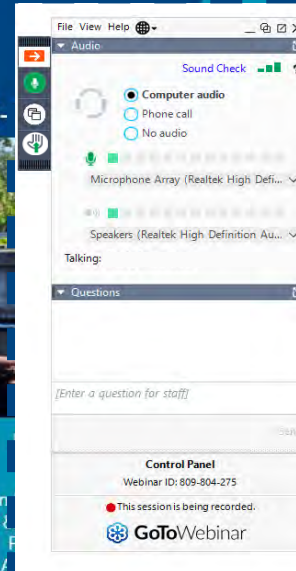 File View Help
Audio
Sound Check
Computer audio
Phone call
No audio
Microphone Array (Realtek High Defi...
Speakers (Realtek High Definition Au...
Talking:
Questions
[Enter a question for staff]
Control Panel
Webinar ID: 809-804-275
This session is being recorded.
GoToWebinar